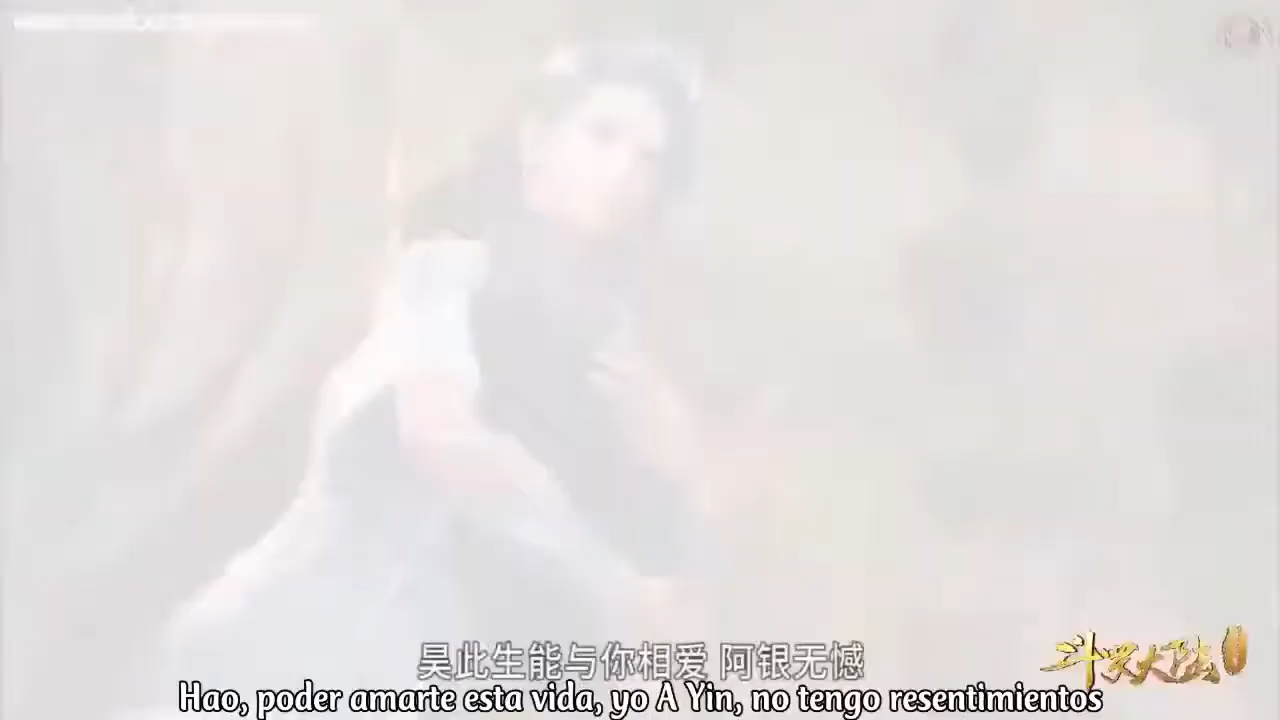 昊此生能与你相爱 阿银无憾
Hao, poder amarte esta vida, yo A Yin, no tengo resentimientos
斗罗大陆